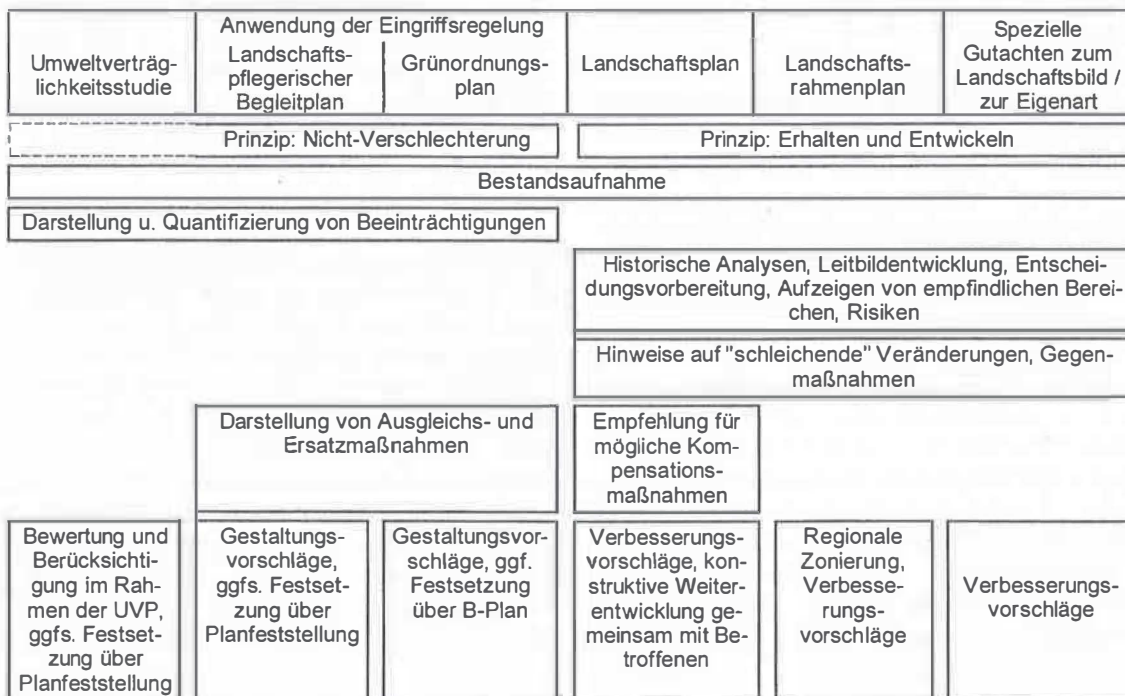 Umweltverträg-
lichkeitsstudie
Anwendung der Eingriffsregelung
Landschafts-
pflegerischer
Begleitplan
Grünordnungs-
plan
Landschaftsplan
Landschafts-
rahmenplan
Spezielle
Gutachten zum
Landschaftsbild /
zur Eigenart
Prinzip: Nicht-Verschlechterung
Prinzip: Erhalten und Entwickeln
Bestandsaufnahme
Darstellung u. Quantifizierung von Beeinträchtigungen
Historische Analysen, Leitbildentwicklung, Entschei-
dungsvorbereitung, Aufzeigen von empfindlichen Berei-
chen, Risiken
Hinweise auf "schleichende" Veränderungen, Gegen-
maßnahmen
Darstellung von Ausgleichs- und
Ersatzmaßnahmen
Empfehlung für
mögliche Kom-
pensations-
maßnahmen
Bewertung und
Berücksichti-
gung im Rah-
men der UVP,
ggfs. Festset-
zung über
Planfeststellung
Gestaltungs-
vorschläge,
ggfs. Festset-
zung über
Planfeststellung
Gestaltungsvor-
schläge, ggf.
Festsetzung
über B-Plan
Verbesserungs-
vorschläge, kon-
struktive Weiter-
entwicklung ge-
meinsam mit Be-
troffenen
Regionale
Zonierung,
Verbesse-
rungs-
vorschläge
Verbesserungs-
vorschläge